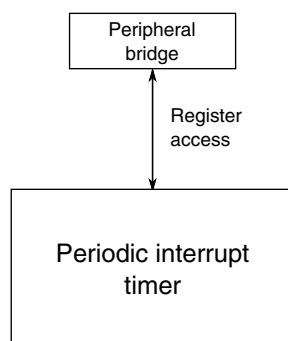 Peripheral
bridge
Register
access
Periodic interrupt
timer